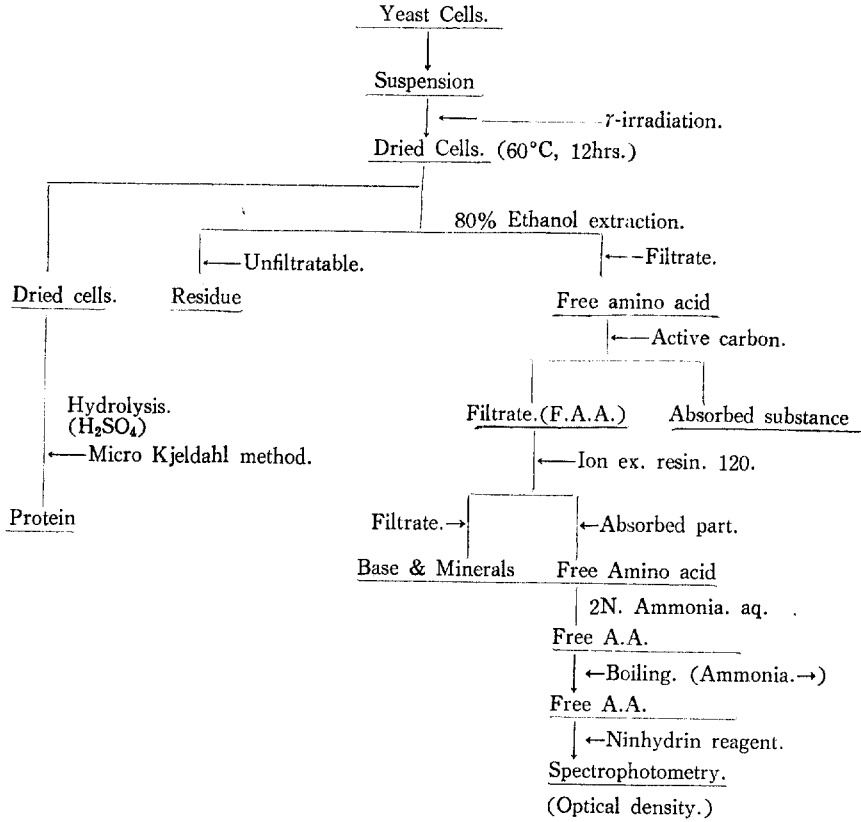 Yeast Cells.
Suspension
γ-irradiation.
Dried Cells. (60°C, 12hrs.)
80% Ethanol extraction.
Unfiltratable.
Filtrate.
Dried cells.
Residue
Free amino acid
Active carbon.
Hydrolysis.
(H₂SO₄)
Micro Kjeldahl method.
Filtrate. (F.A.A.)
Absorbed substance
Ion ex. resin. 120.
Protein
Filtrate.→
←Absorbed part.
Base & Minerals
Free Amino acid
2N. Ammonia. aq.
Free A.A.
←Boiling. (Ammonia.→)
Free A.A.
←Ninhydrin reagent.
Spectrophotometry.
(Optical density.)